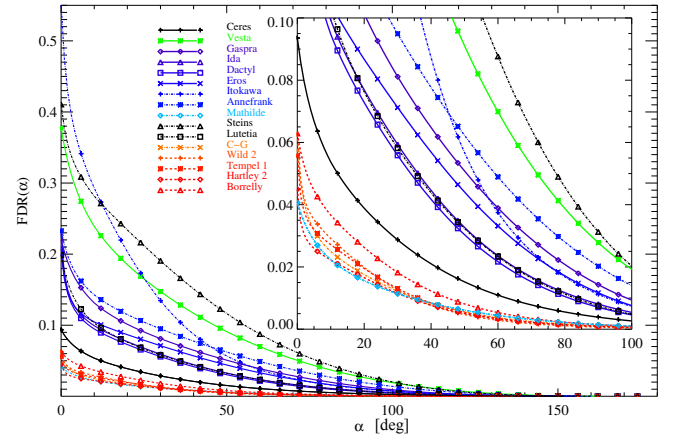 0.5
0.4
0.3
0.2
0.1
FDR(α)
0
50
100
150
α [deg]
Ceres
Vesta
Gaspra
Ida
Dactyl
Eros
Itokawa
Annefrank
Mathilde
Steins
Lutetia
C-G
Wild 2
Tempel 1
Hartley 2
Borrelly
0.10
0.08
0.06
0.04
0.02
0.00
0
20
40
60
80
100